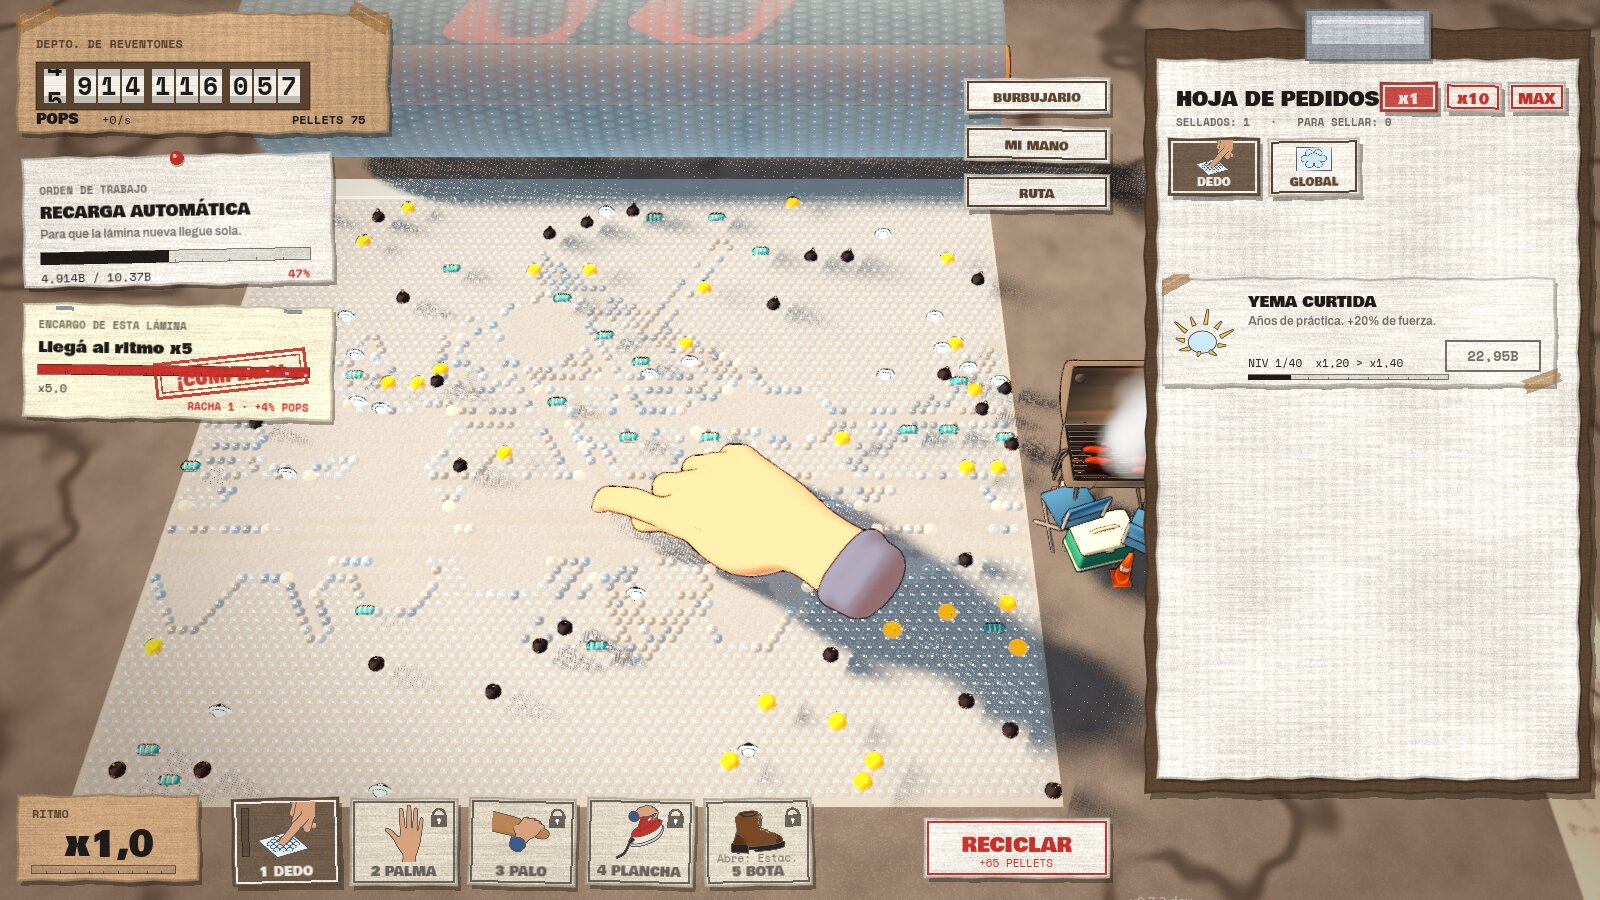 DEPTO. DE REVENTONES
914 116 057
POPS +0/s PELLETS 75
ORDEN DE TRABAJO
RECARGA AUTOMÁTICA
Para que la lámina nueva llegue sola.
4.914B / 10.37B 47%
ENCARGO DE ESTA LÁMINA
Llegá al ritmo x5
x5,0
RACHA 1 · +4% POPS
RITMO
x1,0
1 DEDO
2 PALMA
3 PALO
4 PLANCHA
Abre: Estac.
5 BOTA
RECICLAR
+65 PELLETS
BURBUJARIO
MI MANO
RUTA
HOJA DE PEDIDOS x1 x10 MAX
SELLADOS: 1 · PARA SELLAR: 0
DEDO GLOBAL
YEMA CURTIDA
Años de práctica. +20% de fuerza.
NIV 1/40 x1,20 > x1,40 22,95B